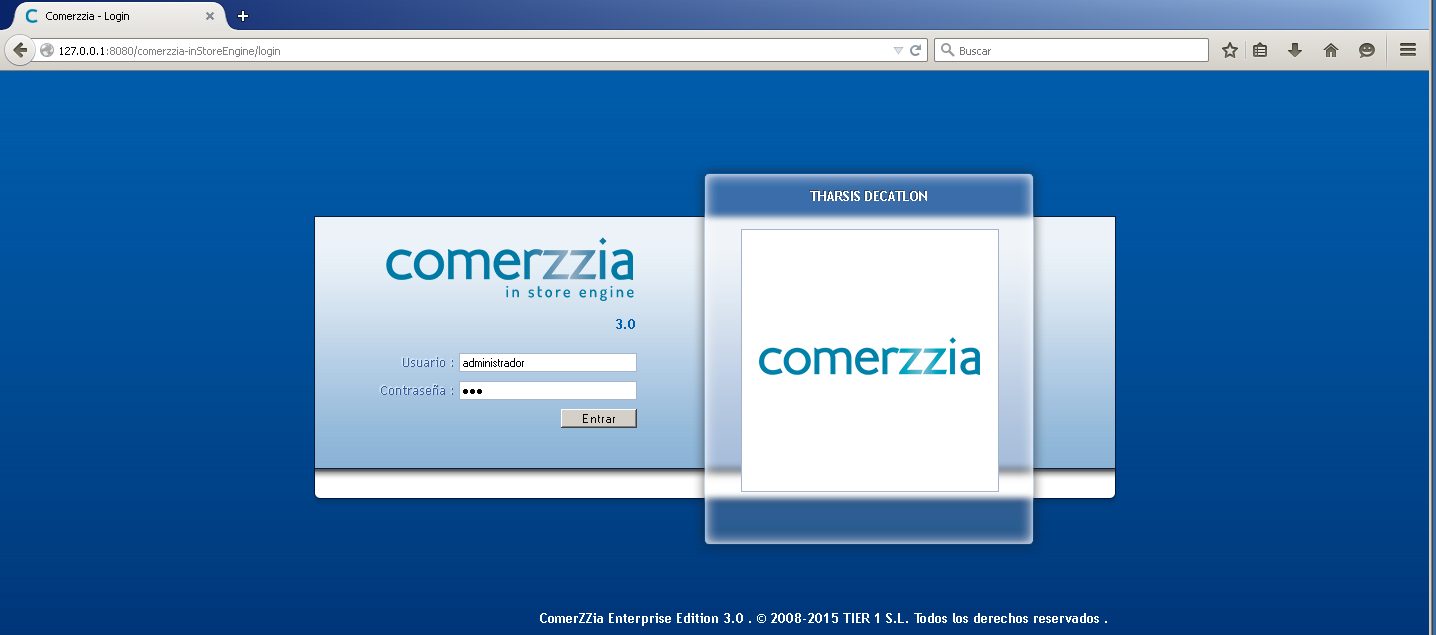 Comerzzia - Login
127.0.0.1:8080/comerzzia-inStoreEngine/login
Buscar
THARSIS DECATLON
comerzzia
in store engine
3.0
Usuario : administrador
Contraseña : ●●●
Entrar
comerzzia
ComerZZia Enterprise Edition 3.0 . © 2008-2015 TIER 1 S.L. Todos los derechos reservados .